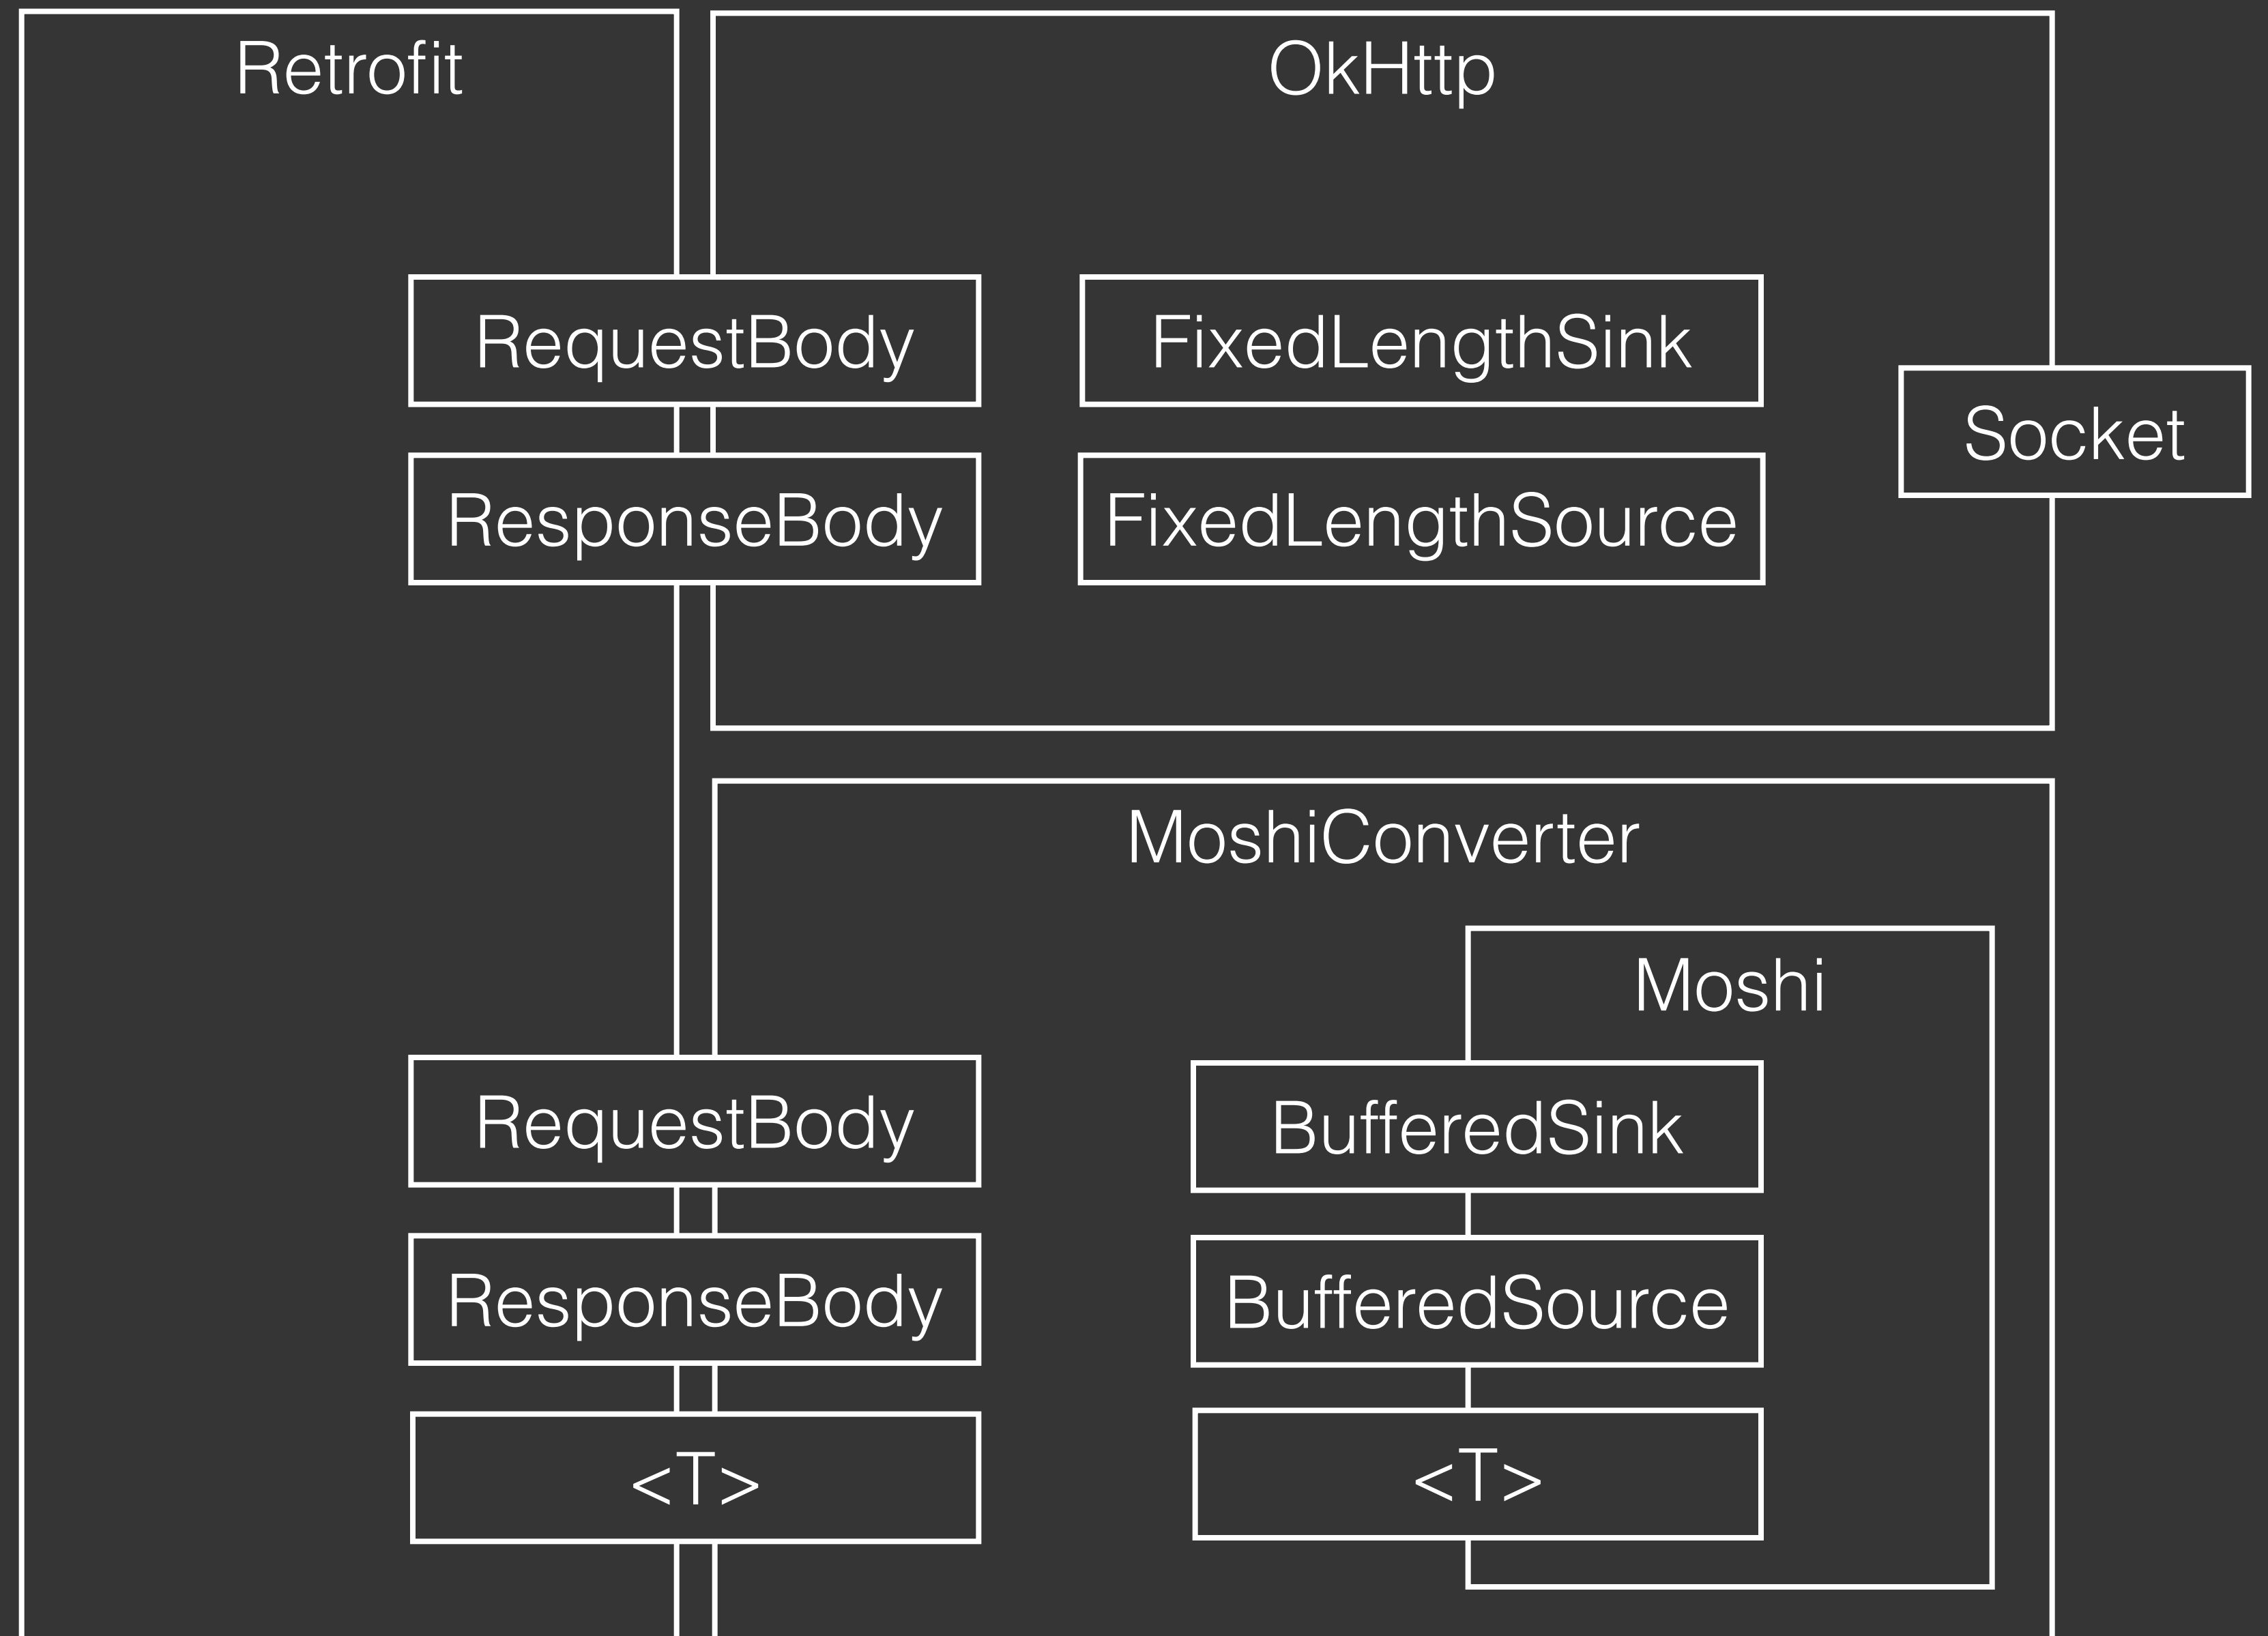 Retrofit
OkHttp
RequestBody
FixedLengthSink
Socket
ResponseBody
FixedLengthSource
MoshiConverter
Moshi
RequestBody
BufferedSink
ResponseBody
BufferedSource
<T>
<T>